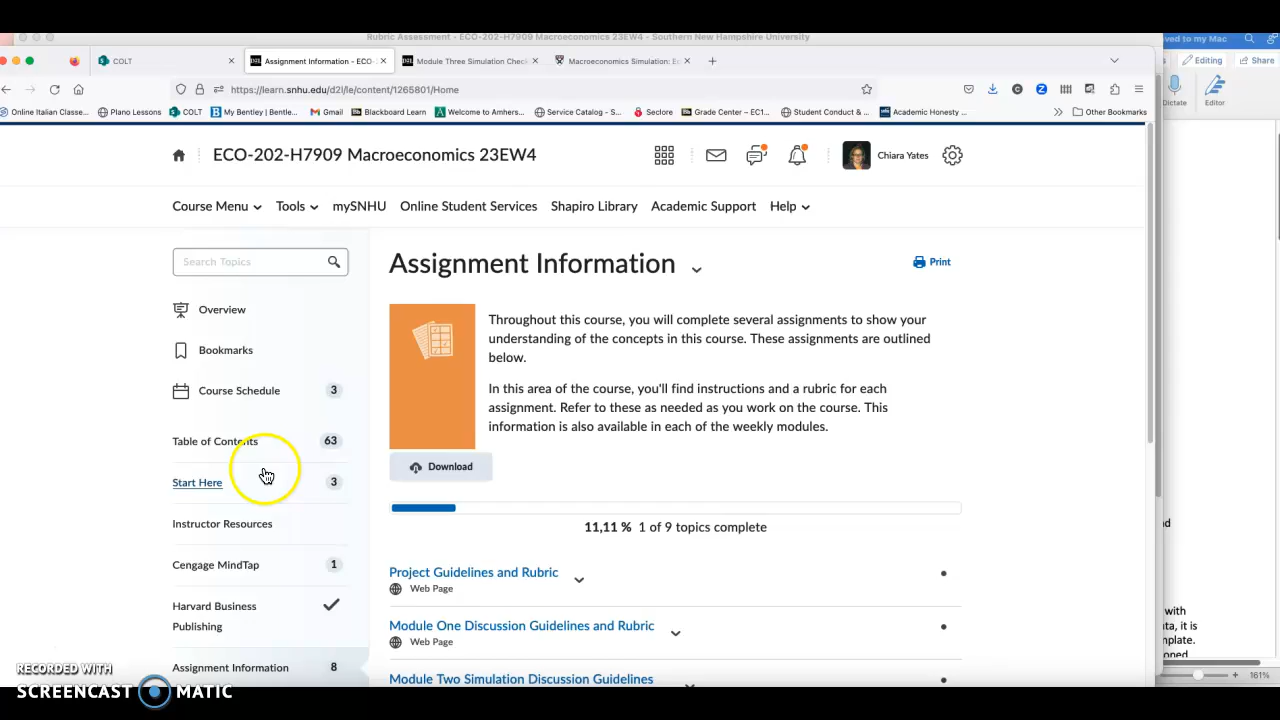 Rubric Assessment - ECO-202-H7909 Macroeconomics 23EW4 - Southern New Hampshire University
ved to my Mac
COLT
Assignment Information - ECO-
Module Three Simulation Check
Macroeconomics Simulation: E
Editing
Share
https://learn.snhu.edu/d2l/le/content/1265801/Home
Dictate
Editor
Online Italian Classe...
Piano Lessons
COLT
My Bentley | Bentle...
Gmail
Blackboard Learn
Welcome to Amhers...
Service Catalog - S...
Seclore
Grade Center – EC1...
Student Conduct & ...
Academic Honesty ...
Other Bookmarks
ECO-202-H7909 Macroeconomics 23EW4
Chiara Yates
Course Menu
Tools
mySNHU
Online Student Services
Shapiro Library
Academic Support
Help
Search Topics
Overview
Bookmarks
Course Schedule 3
Table of Contents 63
Start Here 3
Instructor Resources
Cengage MindTap 1
Harvard Business
Publishing
Assignment Information 8
Assignment Information
Print
Throughout this course, you will complete several assignments to show your
understanding of the concepts in this course. These assignments are outlined
below.
In this area of the course, you'll find instructions and a rubric for each
assignment. Refer to these as needed as you work on the course. This
information is also available in each of the weekly modules.
Download
11,11 % 1 of 9 topics complete
Project Guidelines and Rubric
Web Page
Module One Discussion Guidelines and Rubric
Web Page
Module Two Simulation Discussion Guidelines
with
ta, it is
nplate.
161%
RECORDED WITH
SCREENCAST MATIC